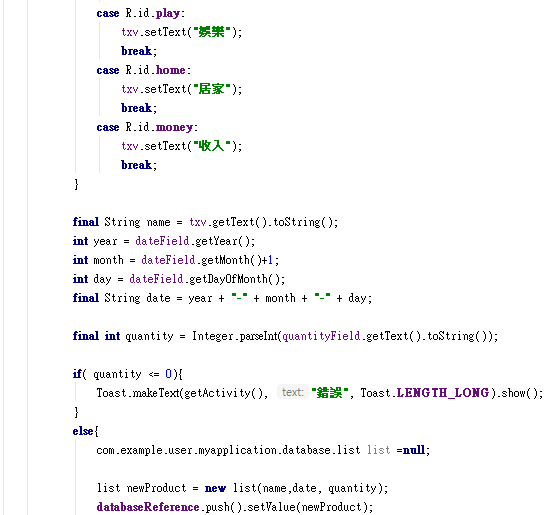 case R.id.play:
txv.setText("娛樂");
break;
case R.id.home:
txv.setText("居家");
break;
case R.id.money:
txv.setText("收入");
break;
}
final String name = txv.getText().toString();
int year = dateField.getYear();
int month = dateField.getMonth()+1;
int day = dateField.getDayOfMonth();
final String date = year + "-" + month + "-" + day;
final int quantity = Integer.parseInt(quantityField.getText().toString());
if( quantity <= 0){
Toast.makeText(getActivity(), text: "錯誤", Toast.LENGTH_LONG).show();
}
else{
com.example.user.myapplication.database.list list =null;
list newProduct = new list(name,date, quantity);
databaseReference.push().setValue(newProduct);